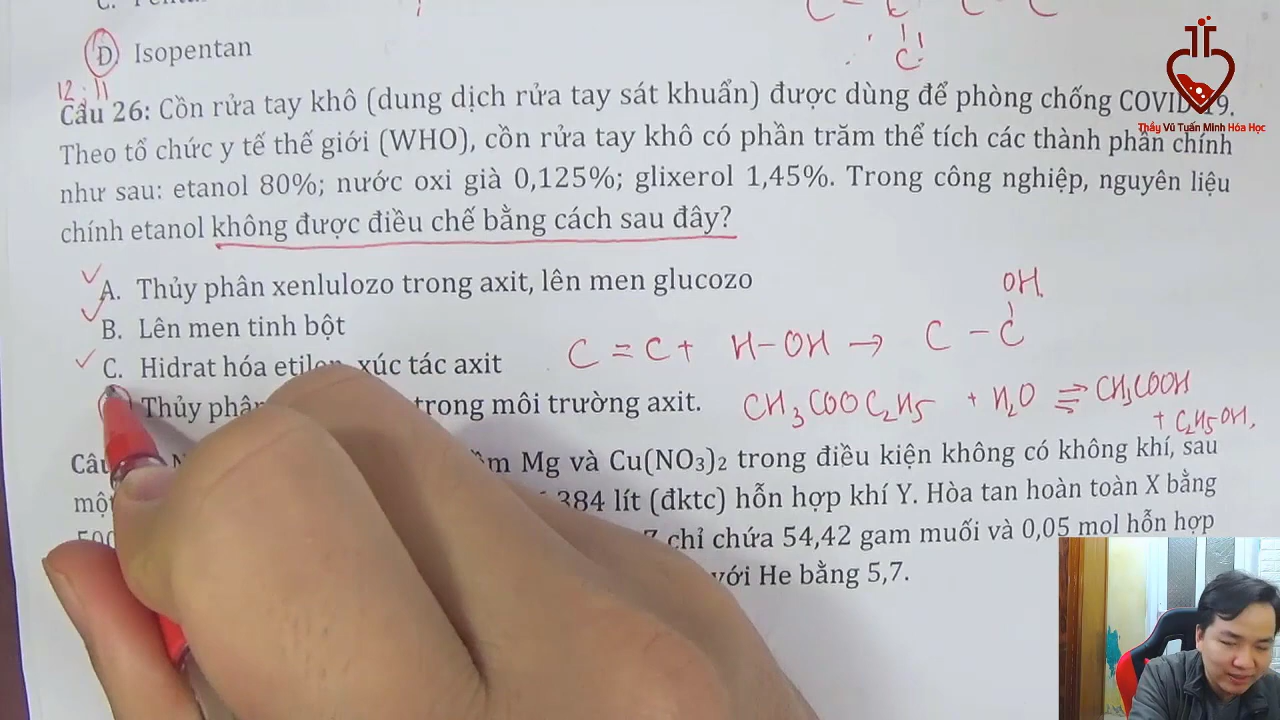 D Isopentan
12:11
Câu 26: Cồn rửa tay khô (dung dịch rửa tay sát khuẩn) được dùng để phòng chống COVID-19.
Thầy Vũ Tuấn Minh Hóa Học
Theo tổ chức y tế thế giới (WHO), cồn rửa tay khô có phần trăm thể tích các thành phần chính
như sau: etanol 80%; nước oxi già 0,125%; glixerol 1,45%. Trong công nghiệp, nguyên liệu
chính etanol không được điều chế bằng cách sau đây?
A. Thủy phân xenlulozo trong axit, lên men glucozo
B. Lên men tinh bột
C. Hidrat hóa etilen, xúc tác axit
OH
C = C + H-OH → C - C
Thủy phân trong môi trường axit.
CH3COOC2H5 + H2O ⇌ CH3COOH
+ C2H5OH,
Mg và Cu(NO3)2 trong điều kiện không có không khí, sau
một 384 lít (đktc) hỗn hợp khí Y. Hòa tan hoàn toàn X bằng
500 chỉ chứa 54,42 gam muối và 0,05 mol hỗn hợp
với He bằng 5,7.